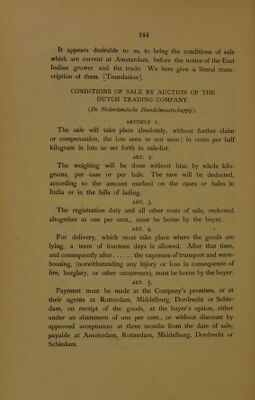 244
It appears desirable to us, to bring the conditions of sale
which are current at Amsterdam, before the notice of the East
Indian grower and the trade. We here give a literal trans-
cription of them. [Translation].
CONDITIONS OF SALE BY AUCTION OF THE
DUTCH TRADING COMPANY.
(De Nederlandsche Handelmaatschappij)
ARTICLE 1.
The sale will take place absolutely, without further claim
or compensation, the lots seen or not seen; in cents per half
kilogram in lots as set forth in sale-list.
ART. 2.
The weighing will be done without bias, by whole kilo-
grams, per case or per bale. The tare will be deducted,
according to the amount marked on the cases or bales in
India or in the bills of lading.
ART. 3.
The registration duty and all other costs of sale, reckoned
altogether at one per cent., must be borne by the buyer.
ART. 4.
For delivery, which must take place where the goods are
lying, a term of fourteen days is allowed. After that time,
and consequently after...... the expenses of transport and ware-
housing, (notwithstanding any injury or loss in consequence of
fire, burglary, or other occurrence), must be borne by the buyer.
ART. 5.
Payment must be made at the Company's premises, or at
their agents at Rotterdam, Middelburg, Dordrecht or Schie-
dam, on receipt of the goods, at the buyer's option, either
under an abatement of one per cent., or without discount by
approved acceptances at three months from the date of sale,
payable at Amsterdam, Rotterdam, Middelburg, Dordrecht or
Schiedam.